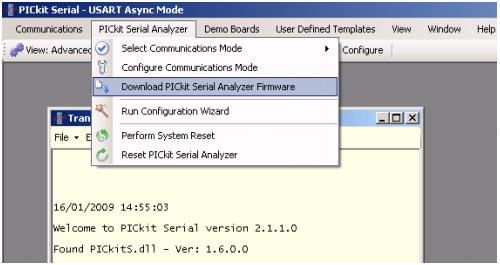 PICkit Serial - USART Async Mode
Communications PICkit Serial Analyzer Demo Boards User Defined Templates View Window Help
View: Advanced Configure
Select Communications Mode
Configure Communications Mode
Download PICkit Serial Analyzer Firmware
Run Configuration Wizard
Perform System Reset
Reset PICkit Serial Analyzer
Tran
File E
16/01/2009 14:55:03
Welcome to PICkit Serial version 2.1.1.0
Found PICkitS.dll - Ver: 1.6.0.0